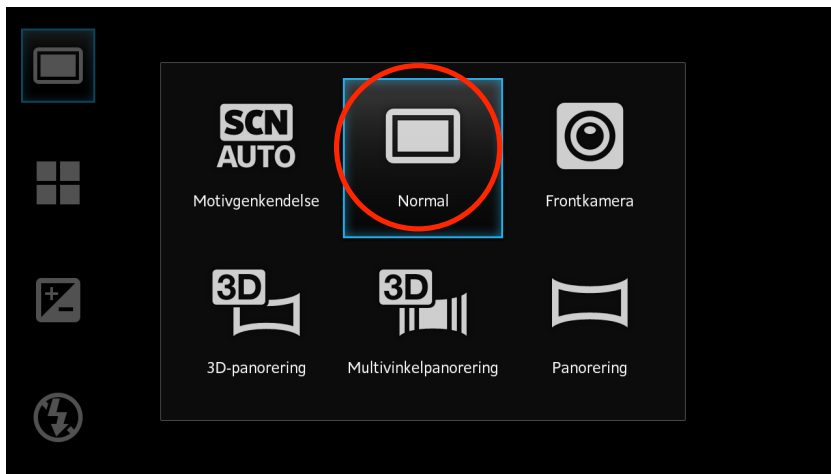 SCN
AUTO
Motivgenkendelse
Normal
Frontkamera
3D
3D
3D-panorering
Multivinkelpanorering
Panorering